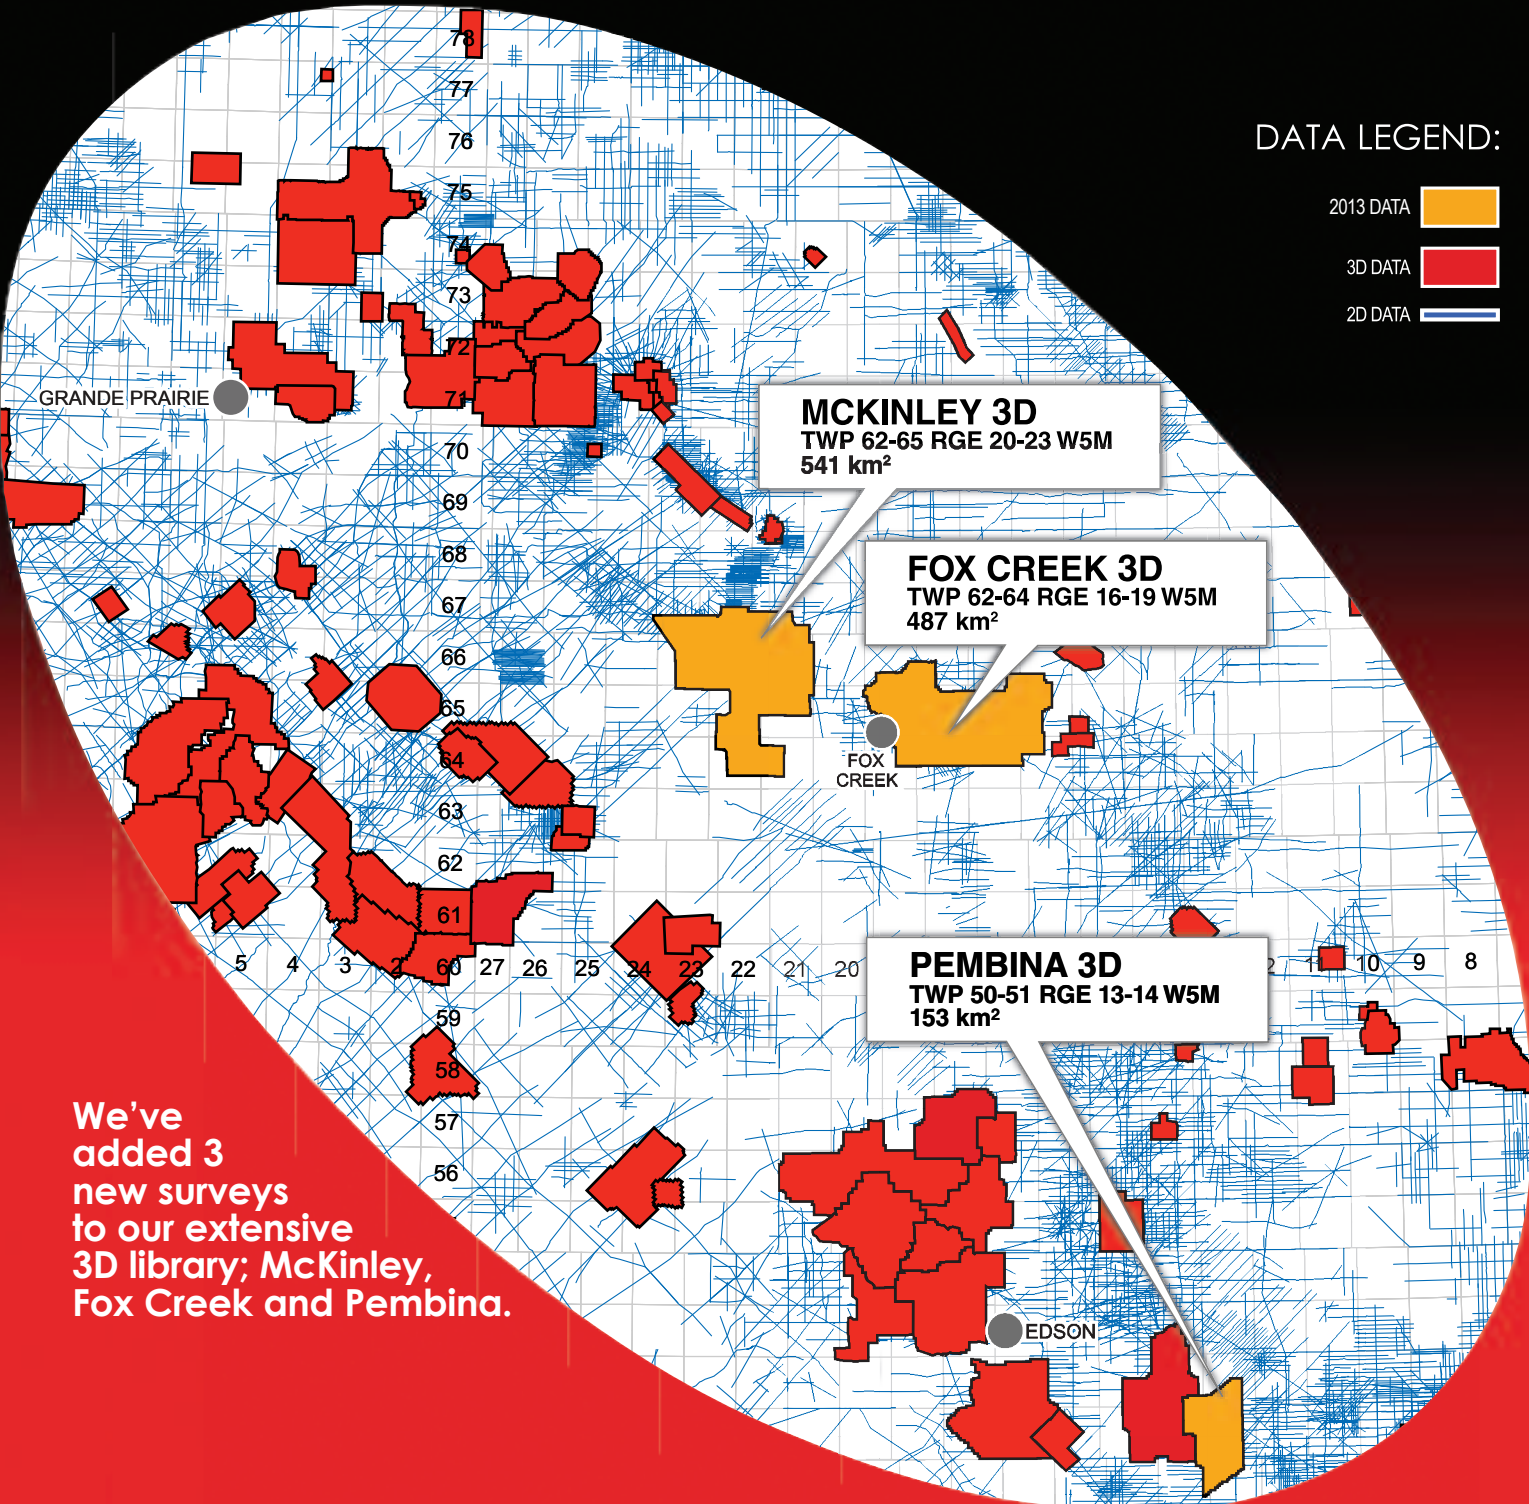 78
77
76
DATA LEGEND:
75
2013 DATA
74
3D DATA
73
2D DATA
72
GRANDE PRAIRIE
71
MCKINLEY 3D
TWP 62-65 RGE 20-23 W5M
541 km²
70
69
68
FOX CREEK 3D
TWP 62-64 RGE 16-19 W5M
487 km²
67
66
65
64
FOX
CREEK
63
62
61
5 4 3 2 60 27 26 25 24 23 22 21 20 11 10 9 8
PEMBINA 3D
TWP 50-51 RGE 13-14 W5M
153 km²
59
58
57
56
We've
added 3
new surveys
to our extensive
3D library; McKinley,
Fox Creek and Pembina.
EDSON